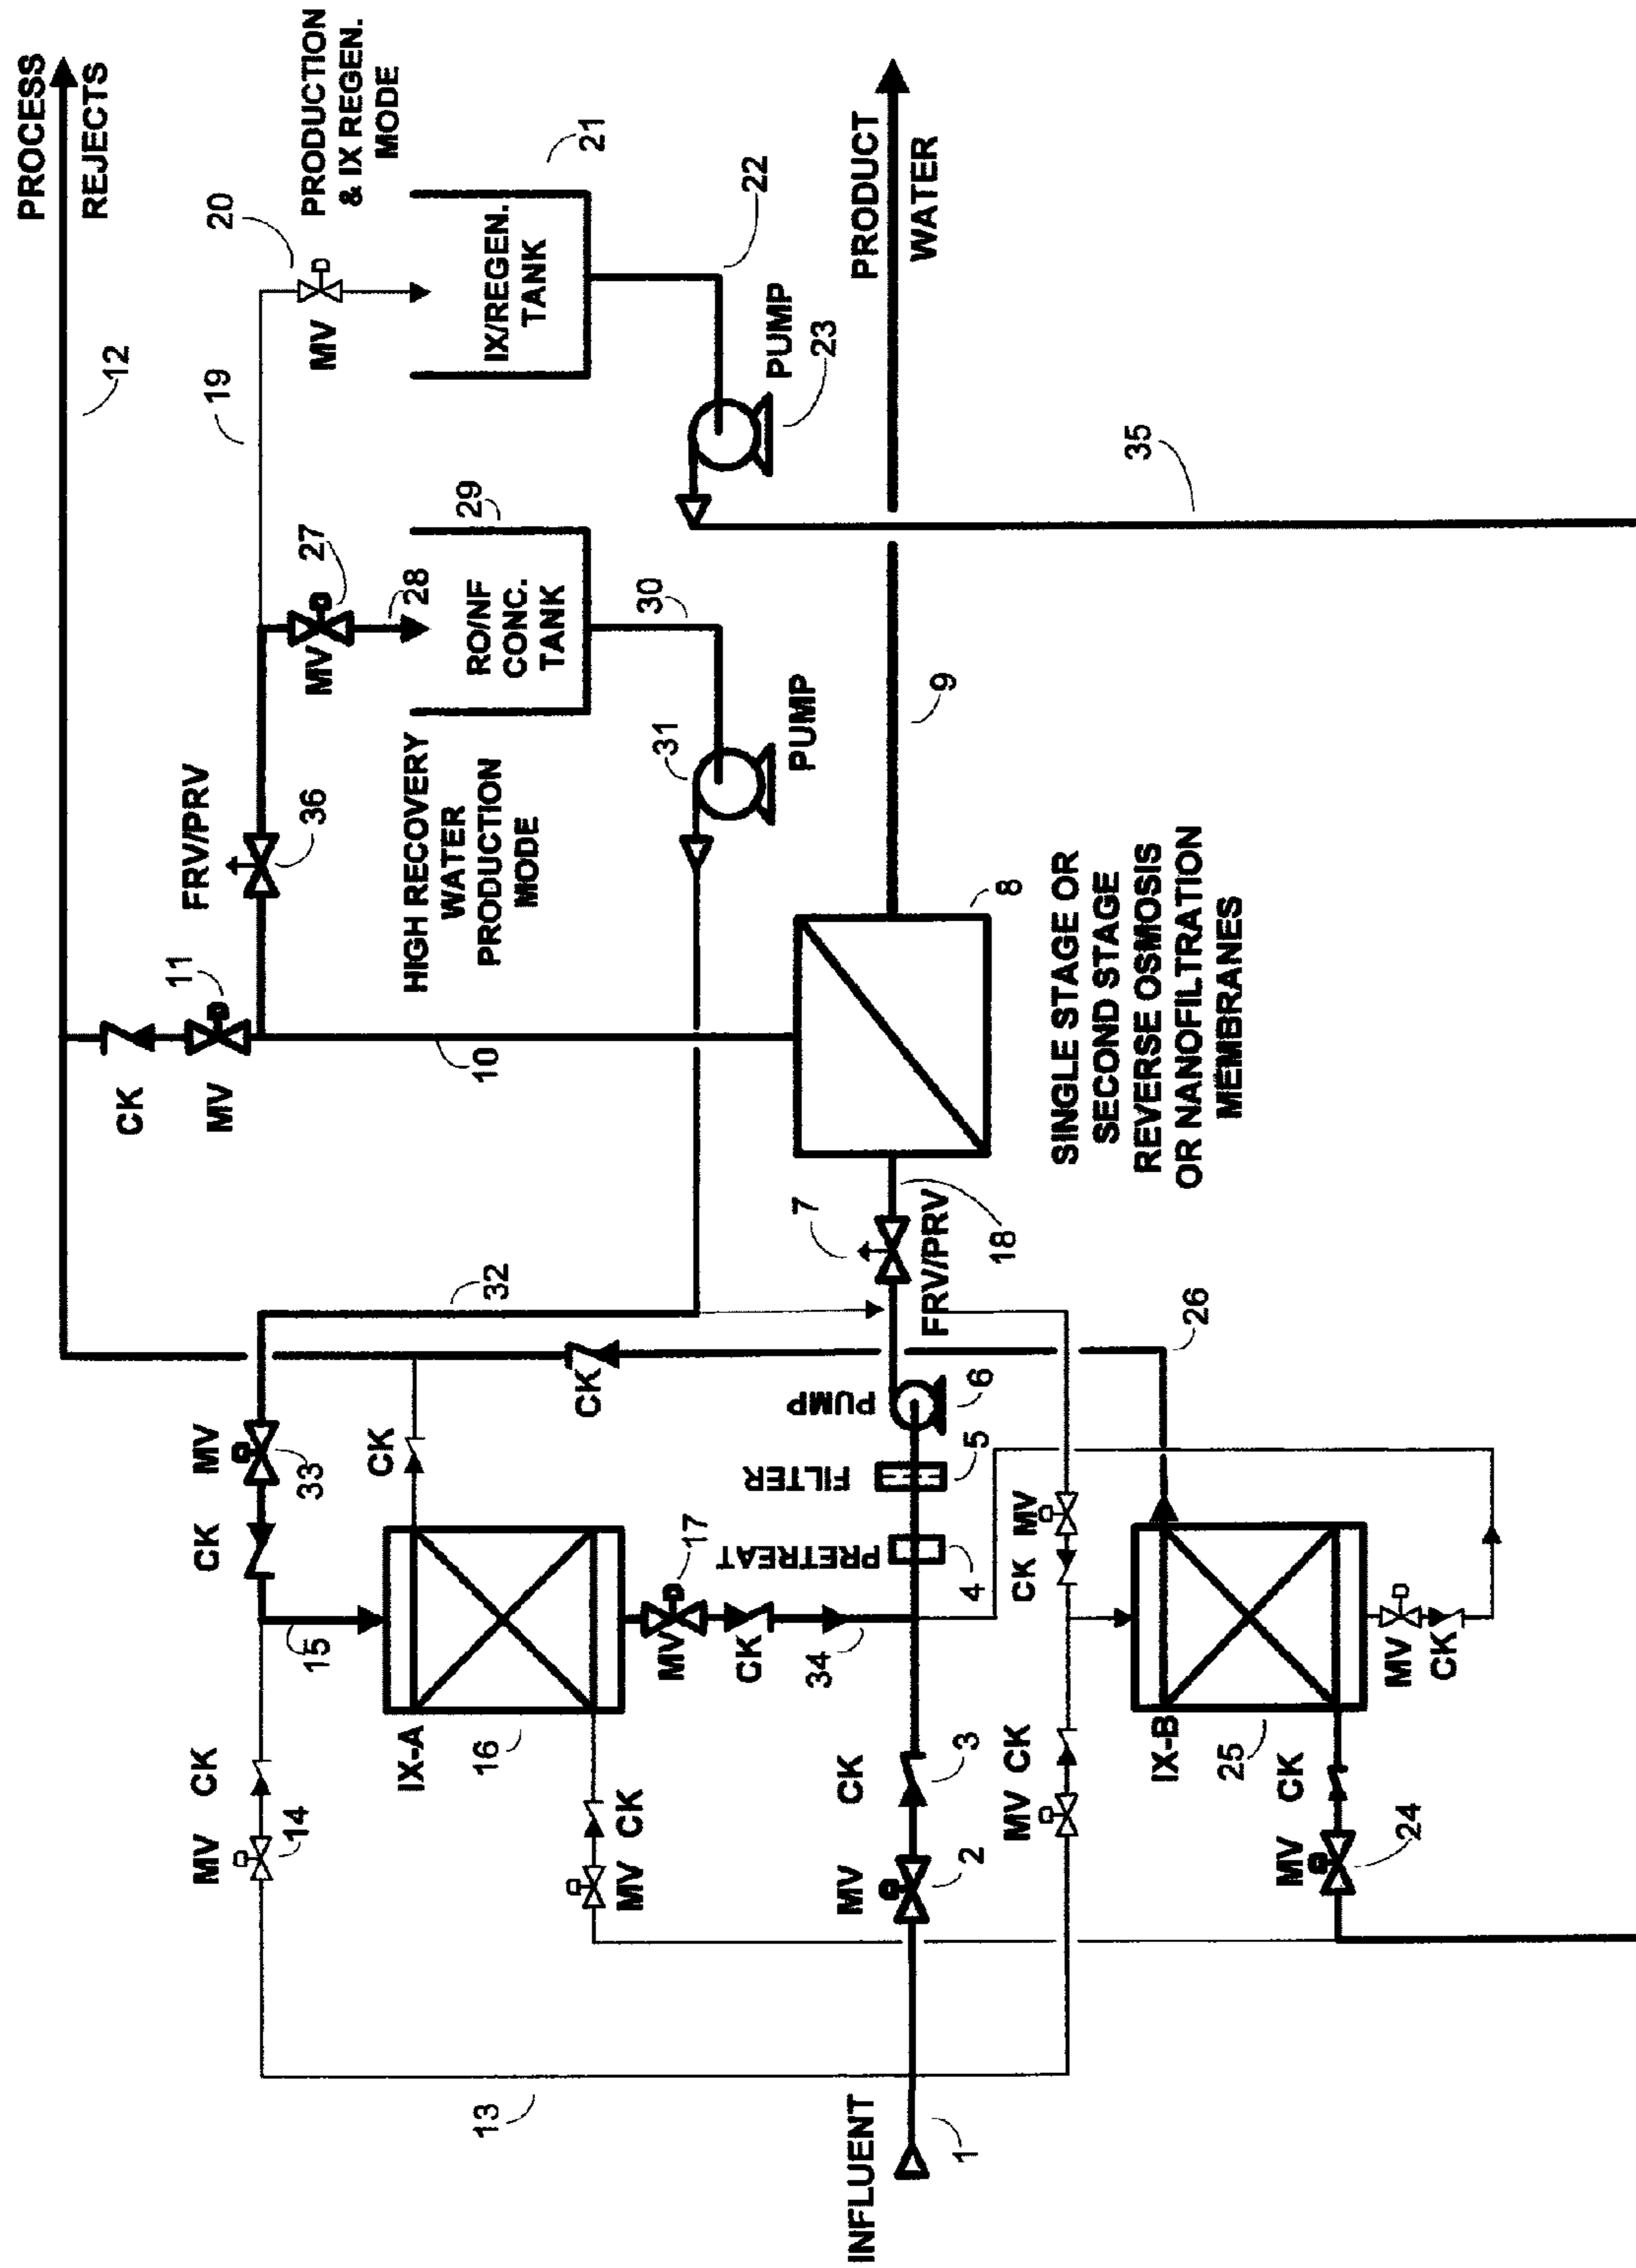 PROCESS
REJECTS
12
MV
CK
14
CK
MV
33
CK
MV
11
FRV/PRV
36
19
20
PRODUCTION
& IX REGEN.
MODE
MV
27
MV
28
15
32
CK
IX-A
16
HIGH RECOVERY
WATER
PRODUCTION
MODE
10
RO/NF
CONC.
TANK
29
IX/REGEN.
TANK
21
13
MV
CK
MV
17
CK
34
CK
31
30
PUMP
22
PUMP
23
INFLUENT
1
MV
2
CK
3
PRETREAT
4
FILTER
5
PUMP
6
7
FRV/PRV
18
8
9
PRODUCT
WATER
MV
CK
CK
MV
SINGLE STAGE OR
SECOND STAGE
REVERSE OSMOSIS
OR NANOFILTRATION
MEMBRANES
35
IX-B
25
26
MV
24
CK
MV
CK